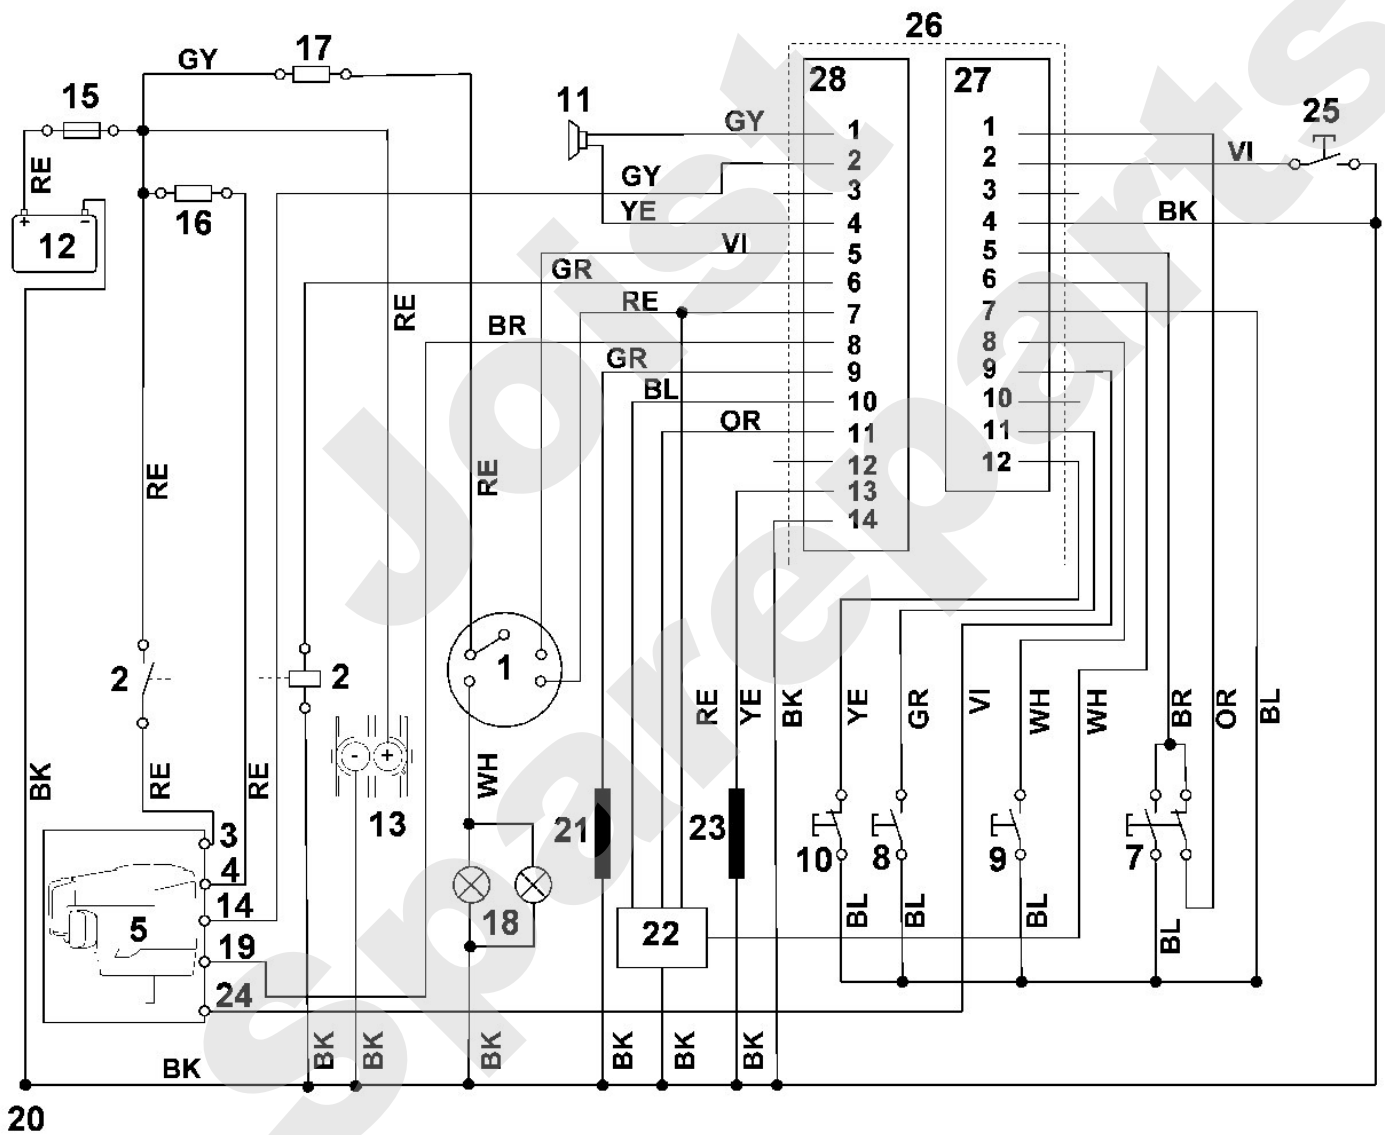 26
17
GY
28
27
15
11
25
GY
1
1
2
2
VI
RE
GY
3
3
16
YE
4
4
BK
12
VI
5
5
GR
6
6
RE
RE
7
7
BR
8
8
GR
9
9
BL
10
10
OR
11
11
12
12
RE
RE
13
14
2
2
1
RE
YE
BK
YE
GR
VI
WH
WH
BR
OR
BL
BK
RE
RE
- +
WH
13
21
23
3
10
8
9
7
4
14
5
18
22
BL
BL
BL
BL
19
24
BK
BK
BK
BK
BK
BK
BK
BK
20
+ -
Joist
Spareparts